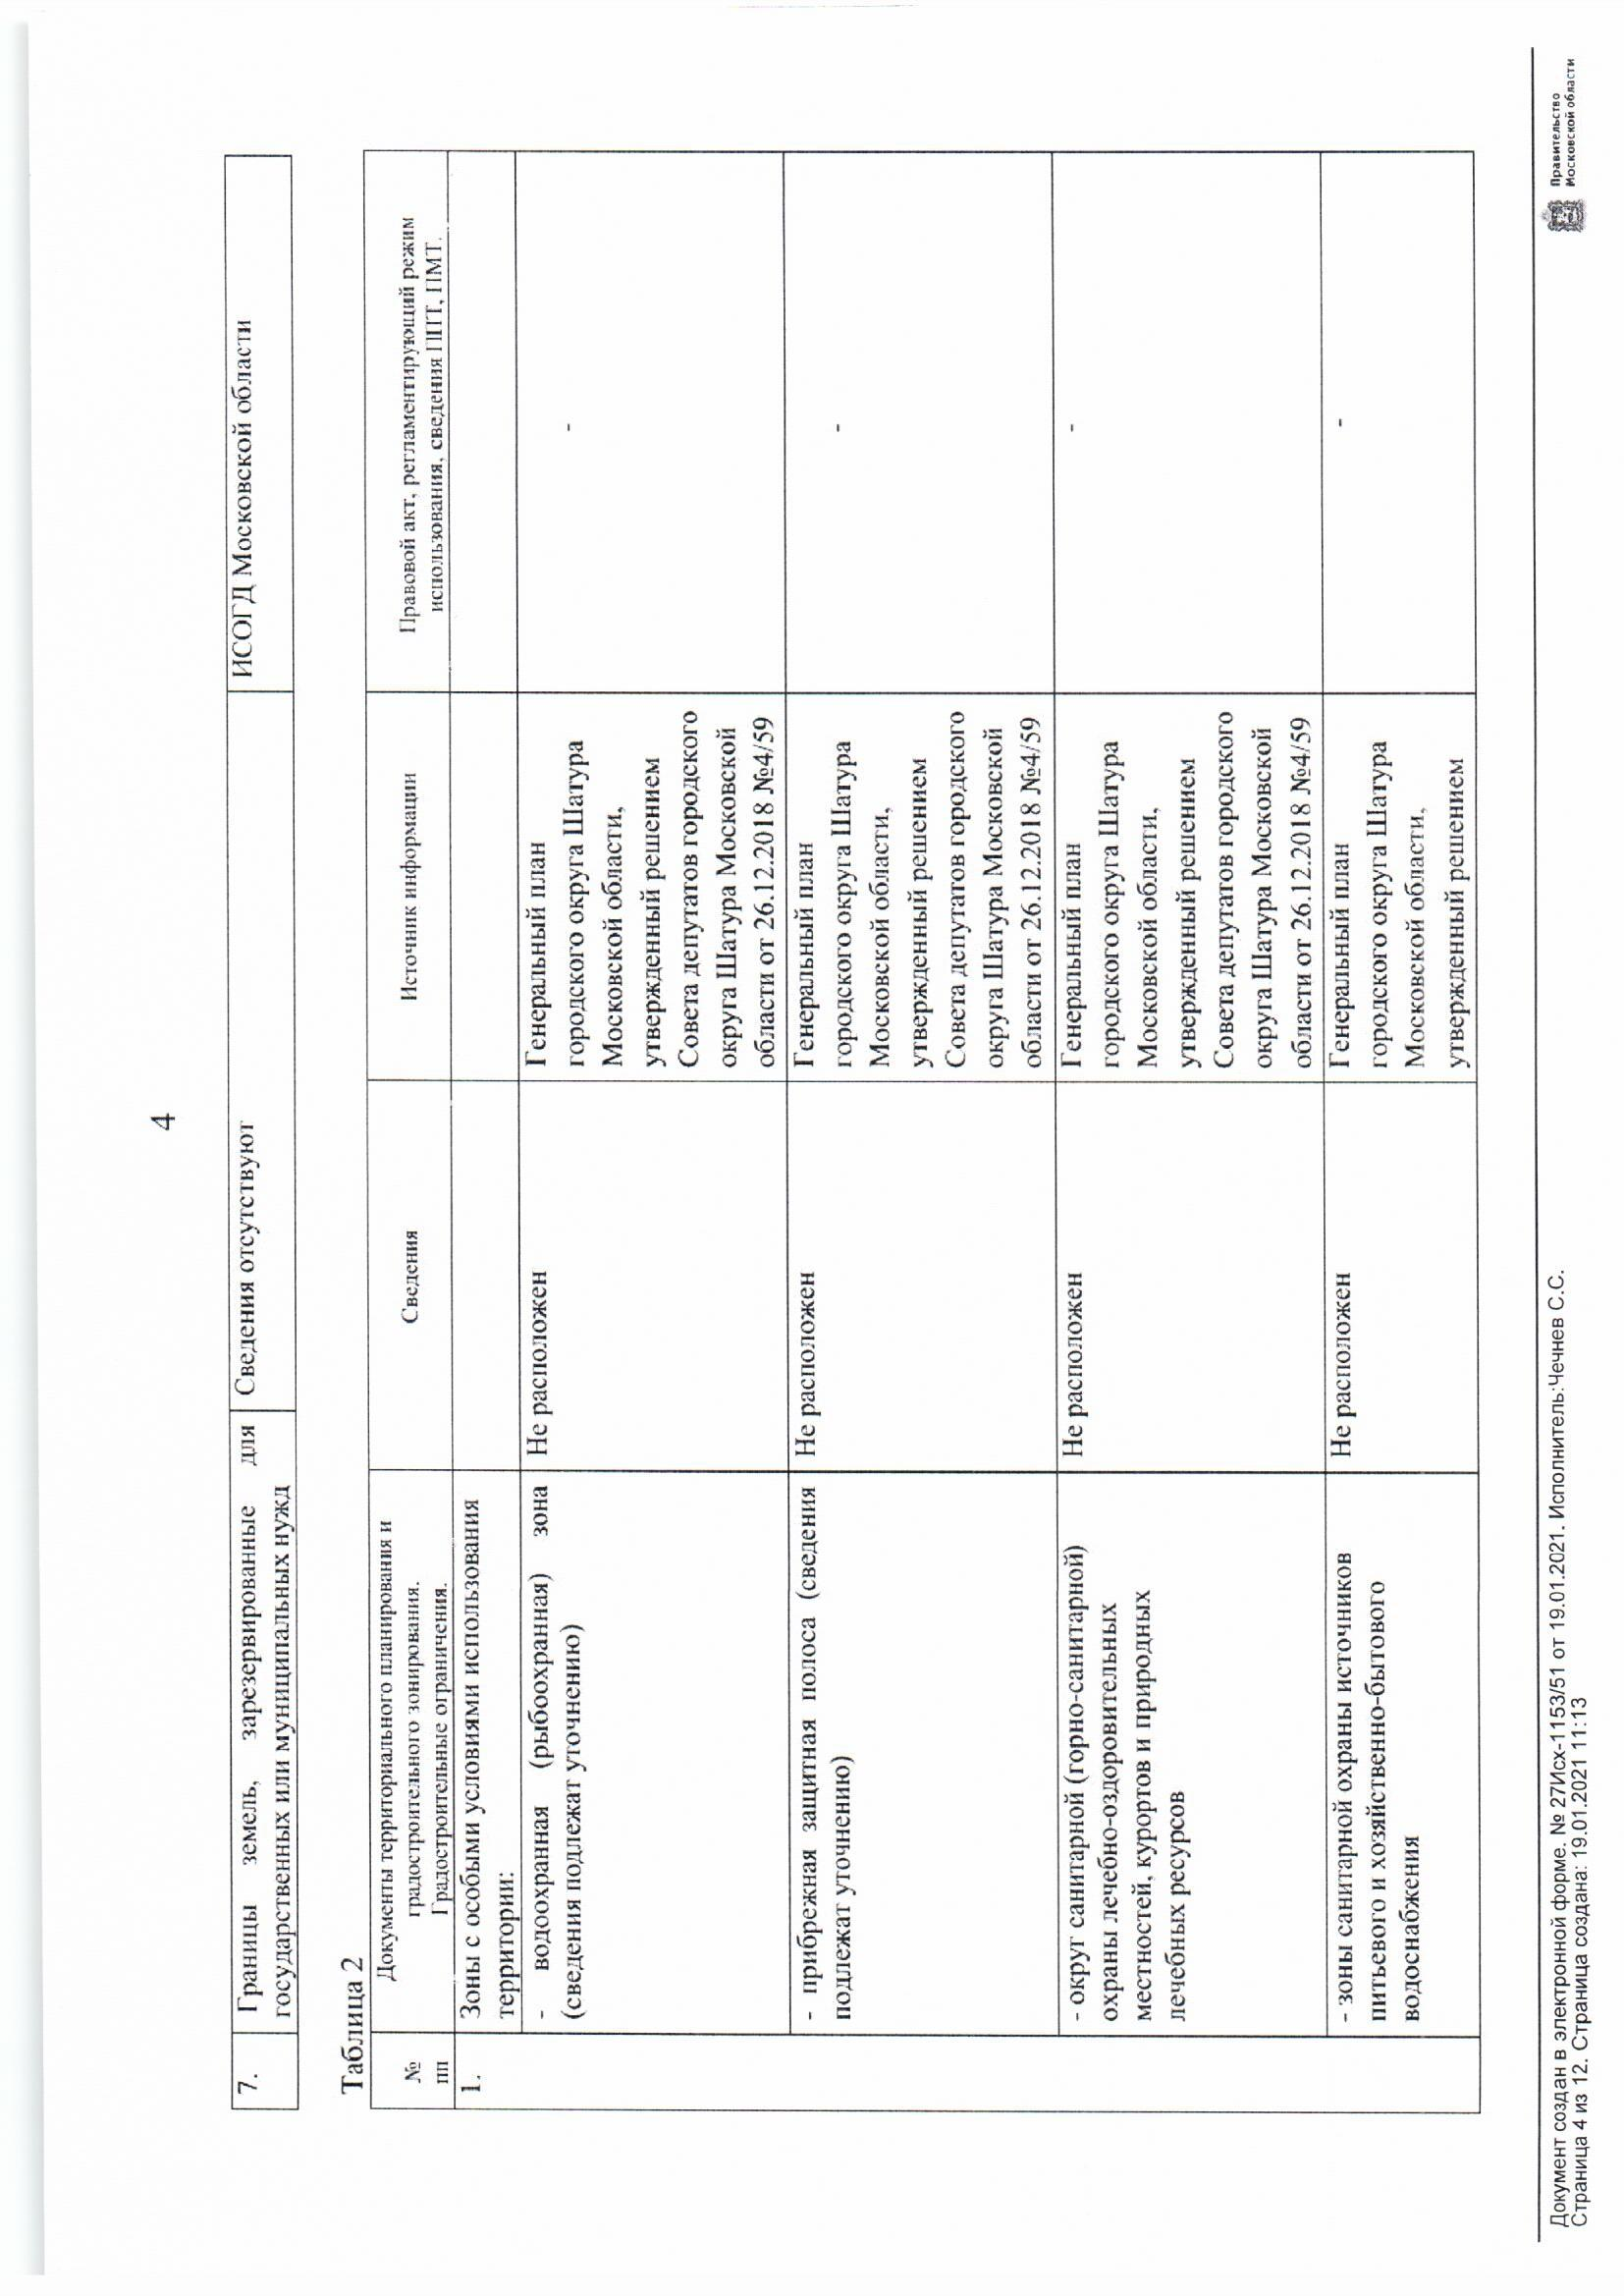 4
7.
Границы земель, зарезервированные для
государственных или муниципальных нужд
Сведения отсутствуют
ИСОГД Московской области
Таблица 2
№
пп
Документы территориального планирования и
градостроительного зонирования.
Градостроительные ограничения.
Сведения
Источник информации
Правовой акт, регламентирующий режим
использования, сведения ППТ, ПМТ.
1.
Зоны с особыми условиями использования
территории:
- водоохранная (рыбоохранная) зона
(сведения подлежат уточнению)
Не расположен
Генеральный план
городского округа Шатура
Московской области,
утвержденный решением
Совета депутатов городского
округа Шатура Московской
области от 26.12.2018 №4/59
-
- прибрежная защитная полоса (сведения
подлежат уточнению)
Не расположен
Генеральный план
городского округа Шатура
Московской области,
утвержденный решением
Совета депутатов городского
округа Шатура Московской
области от 26.12.2018 №4/59
-
- округ санитарной (горно-санитарной)
охраны лечебно-оздоровительных
местностей, курортов и природных
лечебных ресурсов
Не расположен
Генеральный план
городского округа Шатура
Московской области,
утвержденный решением
Совета депутатов городского
округа Шатура Московской
области от 26.12.2018 №4/59
-
- зоны санитарной охраны источников
питьевого и хозяйственно-бытового
водоснабжения
Не расположен
Генеральный план
городского округа Шатура
Московской области,
утвержденный решением
-
Документ создан в электронной форме. № 27Исх-1153/51 от 19.01.2021. Исполнитель:Чечнев С.С.
Страница 4 из 12. Страница создана: 19.01.2021 11:13
Правительство
Московской области